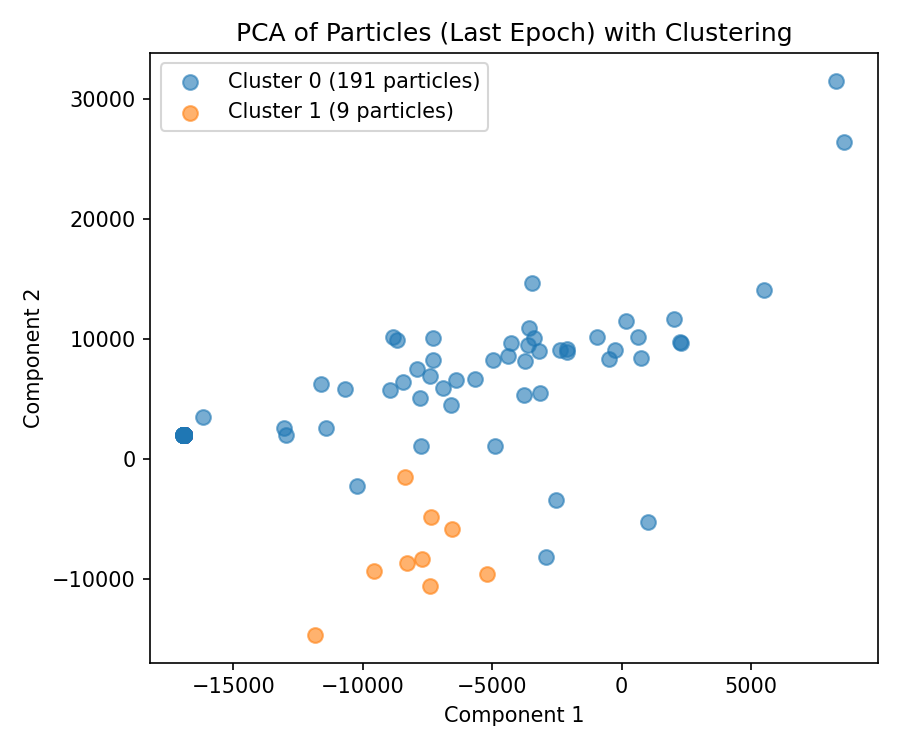 PCA of Particles (Last Epoch) with Clustering
Cluster 0 (191 particles)
Cluster 1 (9 particles)
30000
20000
10000
0
−10000
Component 2
−15000
−10000
−5000
0
5000
Component 1